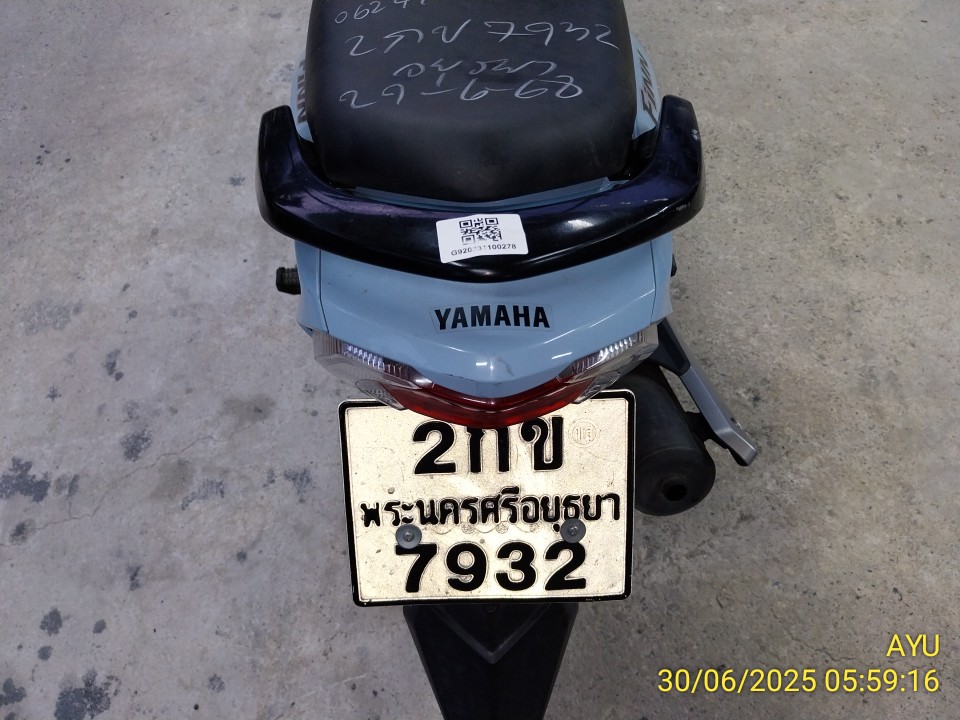 2กข 7932
อยุธยา
29-6-68
FINN
YAMAHA
2กข
พระนครศรีอยุธยา
7932
AYU
30/06/2025 05:59:16